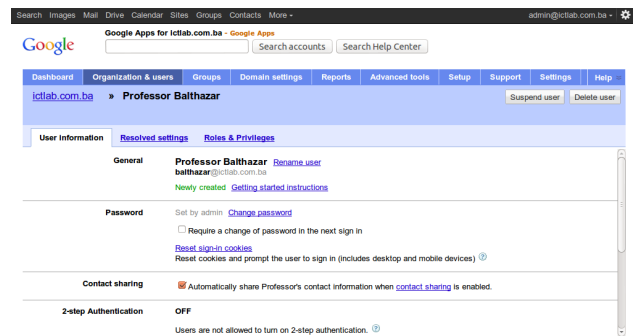 Search Images Mail Drive Calendar Sites Groups Contacts More admin@ictlab.com.ba
Google
Google Apps for ictlab.com.ba - Google Apps
Search accounts Search Help Center
Dashboard Organization & users Groups Domain settings Reports Advanced tools Setup Support Settings Help »
ictlab.com.ba » Professor Balthazar Suspend user Delete user
User information Resolved settings Roles & Privileges
General Professor Balthazar Rename user
balthazar@ictlab.com.ba
Newly created Getting started instructions
Password Set by admin Change password
Require a change of password in the next sign in
Reset sign-in cookies
Reset cookies and prompt the user to sign in (includes desktop and mobile devices) ?
Contact sharing Automatically share Professor's contact information when contact sharing is enabled.
2-step Authentication OFF
Users are not allowed to turn on 2-step authentication. ?